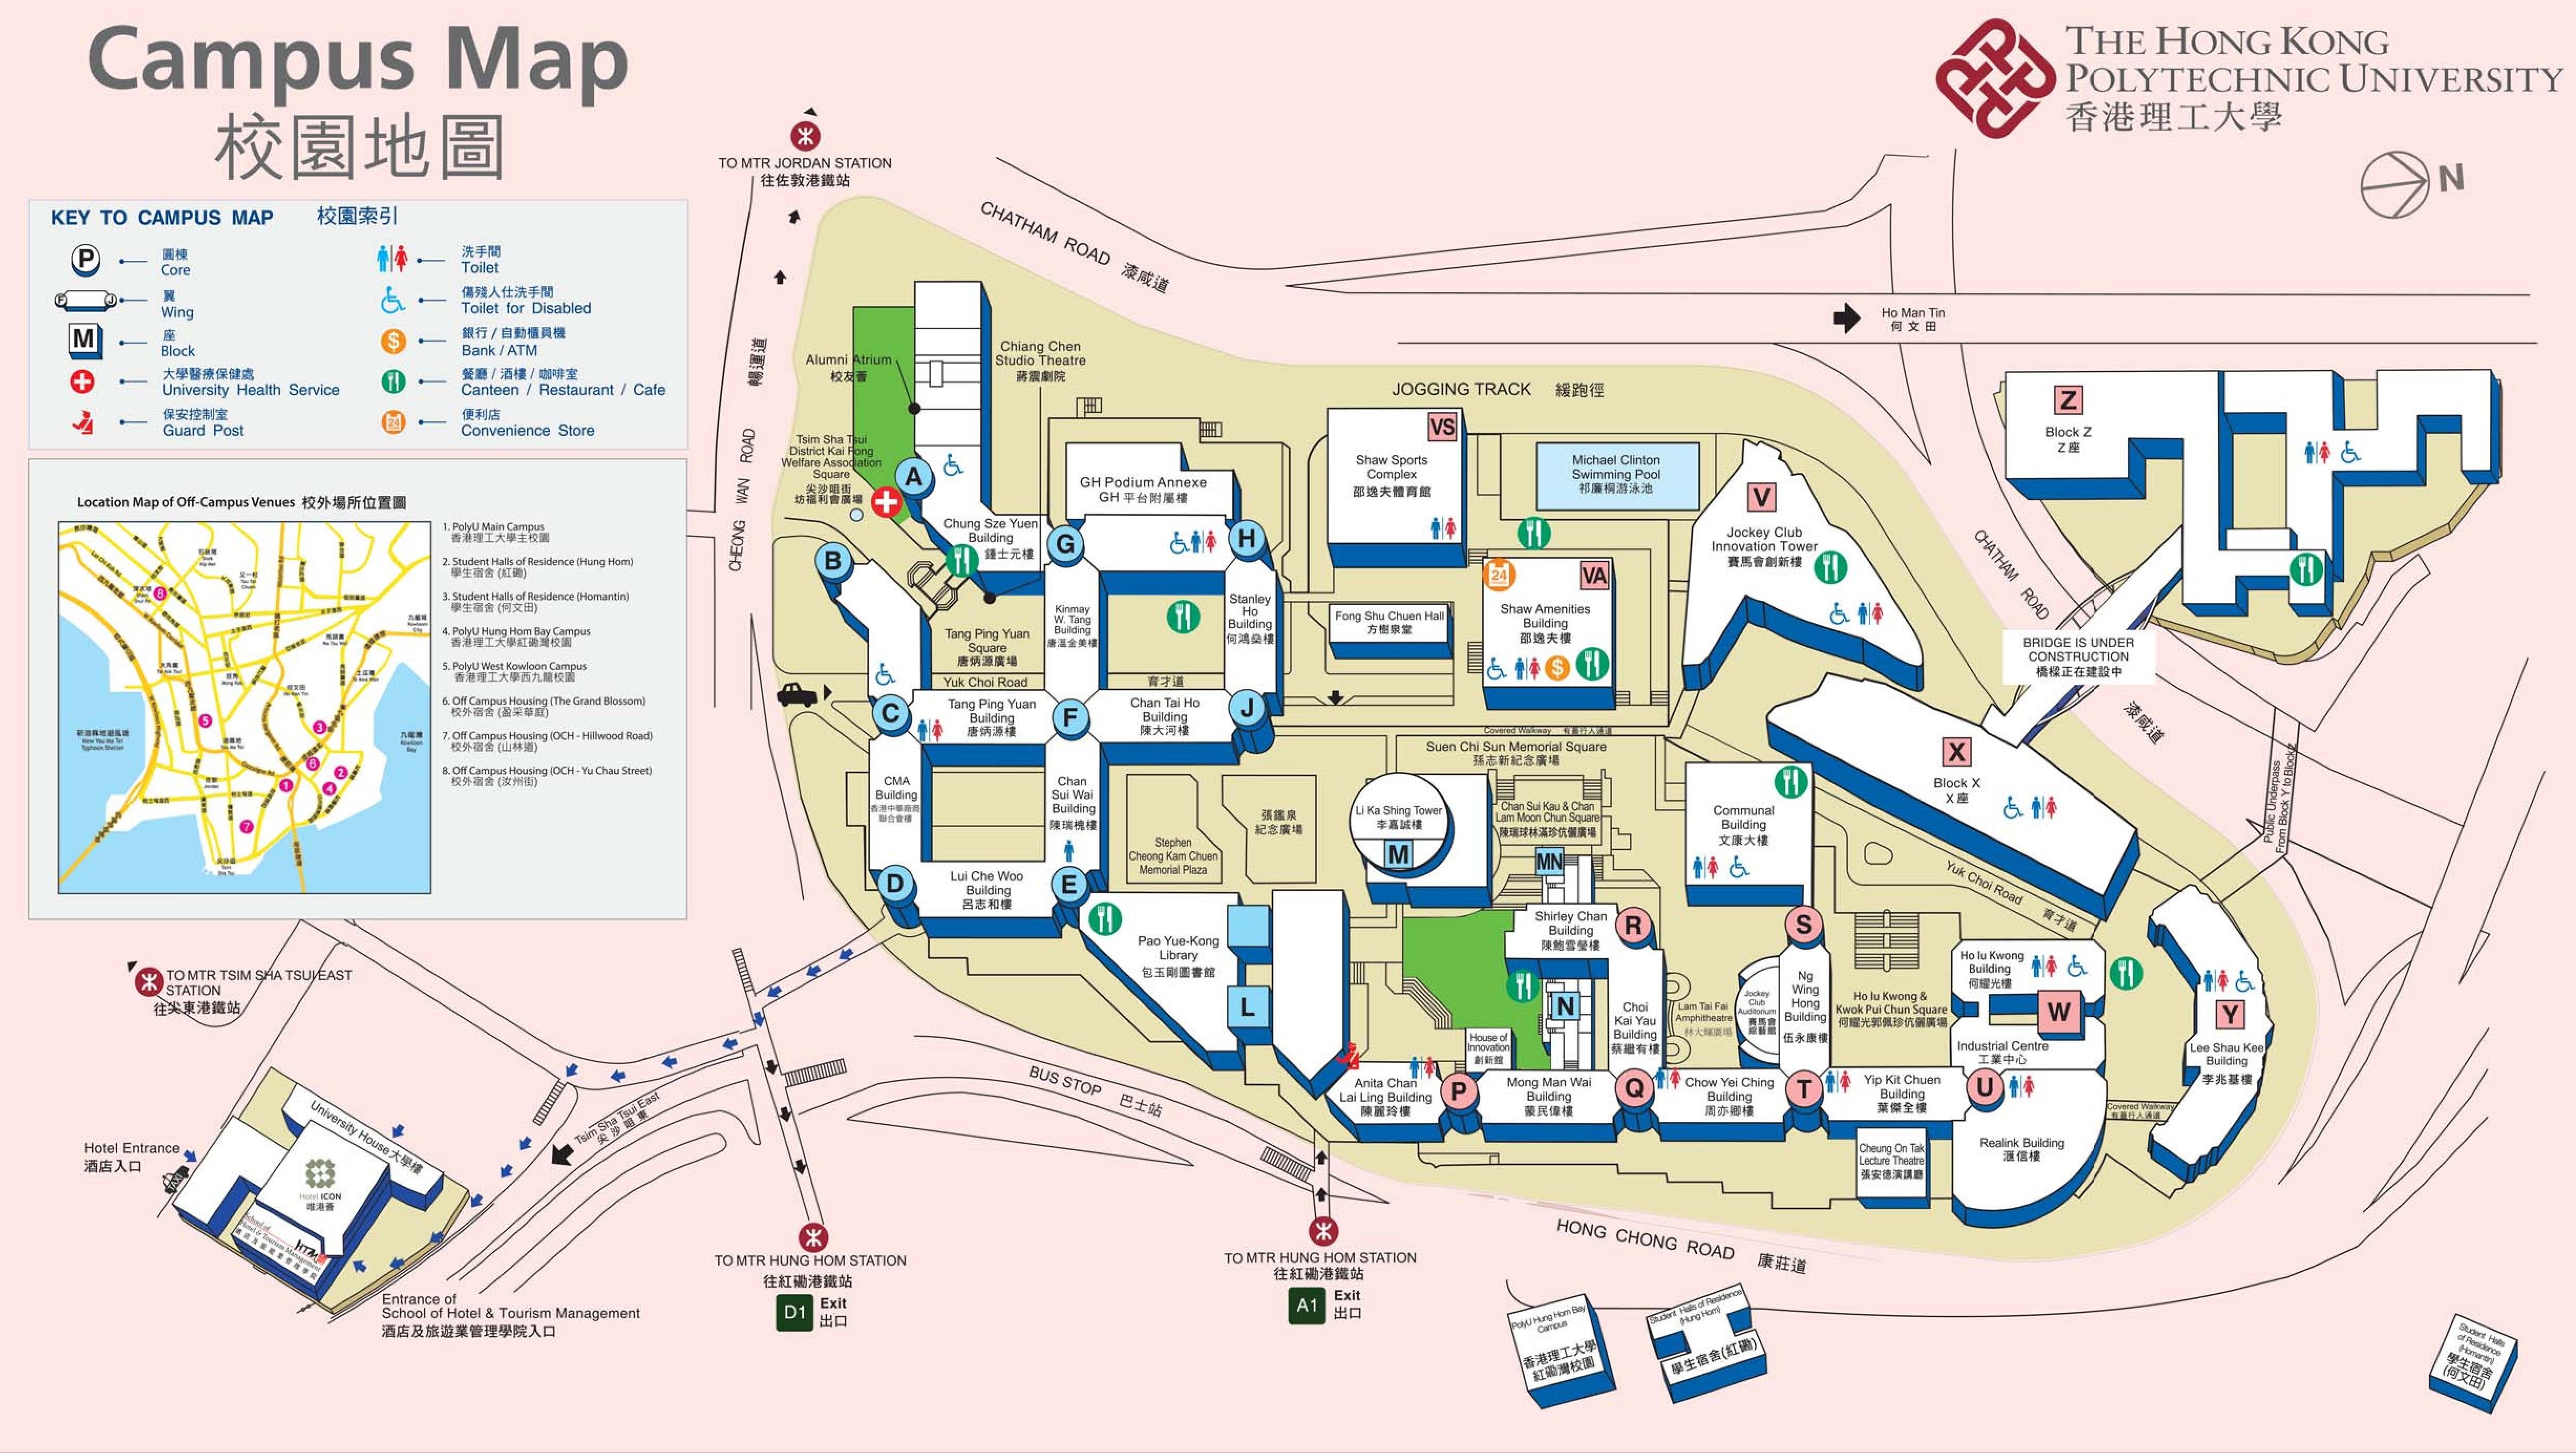 Campus Map
校園地圖
THE HONG KONG
POLYTECHNIC UNIVERSITY
香港理工大學
N
KEY TO CAMPUS MAP 校園索引
P
圓棟
Core
F J
翼
Wing
M
座
Block
大學醫療保健處
University Health Service
保安控制室
Guard Post
洗手間
Toilet
傷殘人仕洗手間
Toilet for Disabled
$
銀行 / 自動櫃員機
Bank / ATM
餐廳 / 酒樓 / 咖啡室
Canteen / Restaurant / Cafe
24
便利店
Convenience Store
Location Map of Off-Campus Venues 校外場所位置圖
1. PolyU Main Campus
香港理工大學主校園
2. Student Halls of Residence (Hung Hom)
學生宿舍 (紅磡)
3. Student Halls of Residence (Homantin)
學生宿舍 (何文田)
4. PolyU Hung Hom Bay Campus
香港理工大學紅磡灣校園
5. PolyU West Kowloon Campus
香港理工大學西九龍校園
6. Off Campus Housing (The Grand Blossom)
校外宿舍 (盈采華庭)
7. Off Campus Housing (OCH - Hillwood Road)
校外宿舍 (山林道)
8. Off Campus Housing (OCH - Yu Chau Street)
校外宿舍 (汝州街)
8
5
3
6
2
1
4
7
TO MTR JORDAN STATION
往佐敦港鐵站
CHATHAM ROAD 漆咸道
CHEONG WAN ROAD 暢運道
Ho Man Tin
何文田
JOGGING TRACK 緩跑徑
Alumni Atrium
校友薈
Chiang Chen
Studio Theatre
蔣震劇院
Tsim Sha Tsui
District Kai Fong
Welfare Association
Square
尖沙咀街
坊福利會廣場
A
Chung Sze Yuen
Building
鍾士元樓
B
G
GH Podium Annexe
GH 平台附屬樓
H
VS
Shaw Sports
Complex
邵逸夫體育館
Michael Clinton
Swimming Pool
祁廉桐游泳池
V
Jockey Club
Innovation Tower
賽馬會創新樓
Z
Block Z
Z 座
CHATHAM ROAD
漆咸道
BRIDGE IS UNDER
CONSTRUCTION
橋樑正在建設中
24
VA
Shaw Amenities
Building
邵逸夫樓
$
Fong Shu Chuen Hall
方樹泉堂
Kinmay
W. Tang
Building
唐溫金美樓
Stanley
Ho
Building
何鴻燊樓
Tang Ping Yuan
Square
唐炳源廣場
Yuk Choi Road 育才道
C
Tang Ping Yuan
Building
唐炳源樓
F
Chan Tai Ho
Building
陳大河樓
J
Covered Walkway 有蓋行人通道
Suen Chi Sun Memorial Square
孫志新紀念廣場
CMA
Building
香港中華廠商
聯合會樓
Chan
Sui Wai
Building
陳瑞槐樓
Stephen
Cheong Kam Chuen
Memorial Plaza
張鑑泉
紀念廣場
Li Ka Shing Tower
李嘉誠樓
M
Chan Sui Kau & Chan
Lam Moon Chun Square
陳瑞球林滿珍伉儷廣場
MN
Communal
Building
文康大樓
X
Block X
X 座
Public Underpass
From Block Y to Block Z
Yuk Choi Road 育才道
D
Lui Che Woo
Building
呂志和樓
E
Pao Yue-Kong
Library
包玉剛圖書館
L
Shirley Chan
Building
陳鮑雪瑩樓
R
S
N
House of
Innovation
創新館
Choi
Kai Yau
Building
蔡繼有樓
Lam Tai Fai
Amphitheatre
林大輝廣場
Jockey
Club
Auditorium
賽馬會
綜藝館
Ng
Wing
Hong
Building
伍永康樓
Ho Iu Kwong &
Kwok Pui Chun Square
何耀光郭佩珍伉儷廣場
Ho Iu Kwong
Building
何耀光樓
W
Industrial Centre
工業中心
Y
Lee Shau Kee
Building
李兆基樓
Anita Chan
Lai Ling Building
陳麗玲樓
P
Mong Man Wai
Building
蒙民偉樓
Q
Chow Yei Ching
Building
周亦卿樓
T
Yip Kit Chuen
Building
葉傑全樓
U
Covered Walkway
有蓋行人通道
Cheung On Tak
Lecture Theatre
張安德演講廳
Realink Building
滙信樓
BUS STOP 巴士站
HONG CHONG ROAD 康莊道
TO MTR TSIM SHA TSUI EAST
STATION
往尖東港鐵站
Tsim Sha Tsui East
尖沙咀東
University House 大學樓
Hotel Entrance
酒店入口
TAXI
Hotel ICON
唯港薈
School of
Hotel & Tourism Management
酒店及旅遊業管理學院
HTM
Entrance of
School of Hotel & Tourism Management
酒店及旅遊業管理學院入口
TO MTR HUNG HOM STATION
往紅磡港鐵站
D1
Exit
出口
TO MTR HUNG HOM STATION
往紅磡港鐵站
A1
Exit
出口
PolyU Hung Hom Bay
Campus
香港理工大學
紅磡灣校園
Student Halls of Residence
(Hung Hom)
學生宿舍(紅磡)
Student Halls
of Residence
(Homantin)
學生宿舍
(何文田)